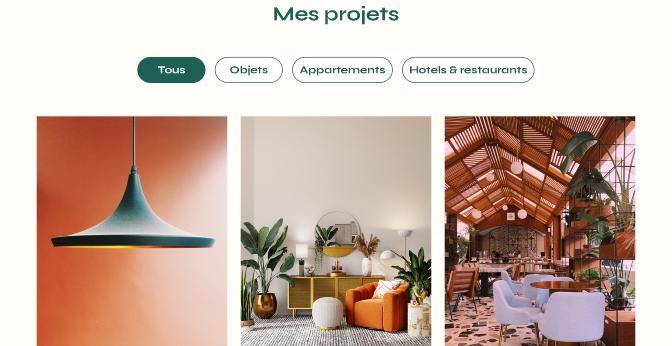 Mes projets
Tous
Objets
Appartements
Hotels & restaurants